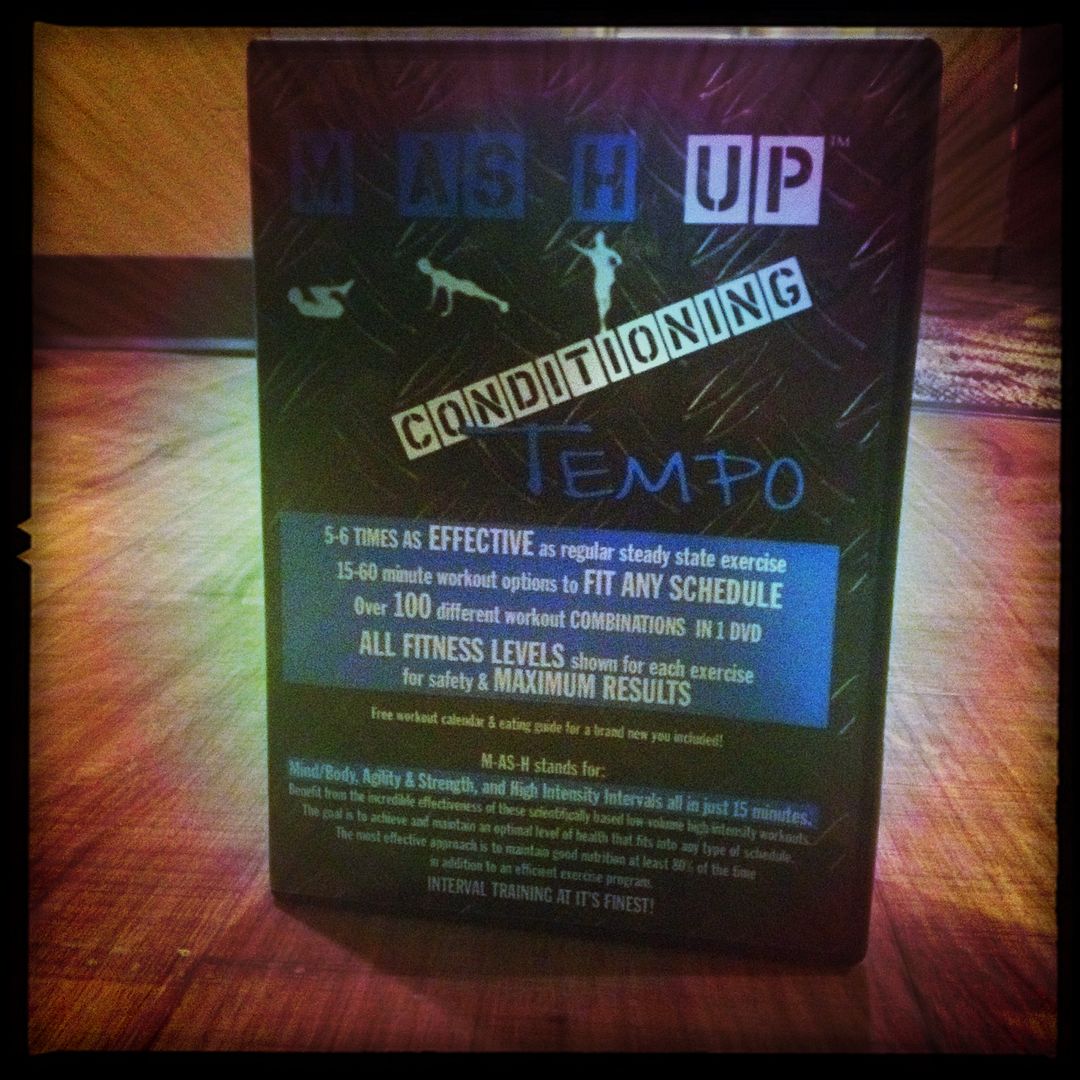 M AS H UP™
CONDITIONING
TEMPO
5-6 TIMES AS EFFECTIVE as regular steady state exercise
15-60 minute workout options to FIT ANY SCHEDULE
Over 100 different workout COMBINATIONS IN 1 DVD
ALL FITNESS LEVELS shown for each exercise
for safety & MAXIMUM RESULTS
Free workout calendar & eating guide for a brand new you included!
M-AS-H stands for:
Mind/Body, Agility & Strength, and High Intensity Intervals all in just 15 minutes.
Benefit from the incredible effectiveness of these scientifically based low volume high intensity workouts.
The goal is to achieve and maintain an optimal level of health that fits into any type of schedule.
The most effective approach is to maintain good nutrition at least 80% of the time
in addition to an efficient exercise program.
INTERVAL TRAINING AT IT'S FINEST!